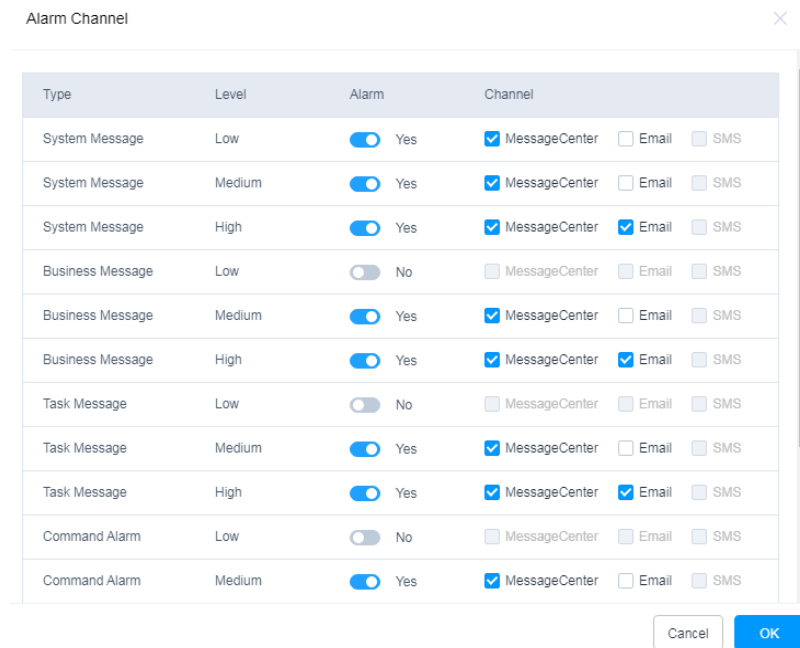 Alarm Channel
Type Level Alarm Channel
System Message Low Yes MessageCenter Email SMS
System Message Medium Yes MessageCenter Email SMS
System Message High Yes MessageCenter Email SMS
Business Message Low No MessageCenter Email SMS
Business Message Medium Yes MessageCenter Email SMS
Business Message High Yes MessageCenter Email SMS
Task Message Low No MessageCenter Email SMS
Task Message Medium Yes MessageCenter Email SMS
Task Message High Yes MessageCenter Email SMS
Command Alarm Low No MessageCenter Email SMS
Command Alarm Medium Yes MessageCenter Email SMS
Cancel OK